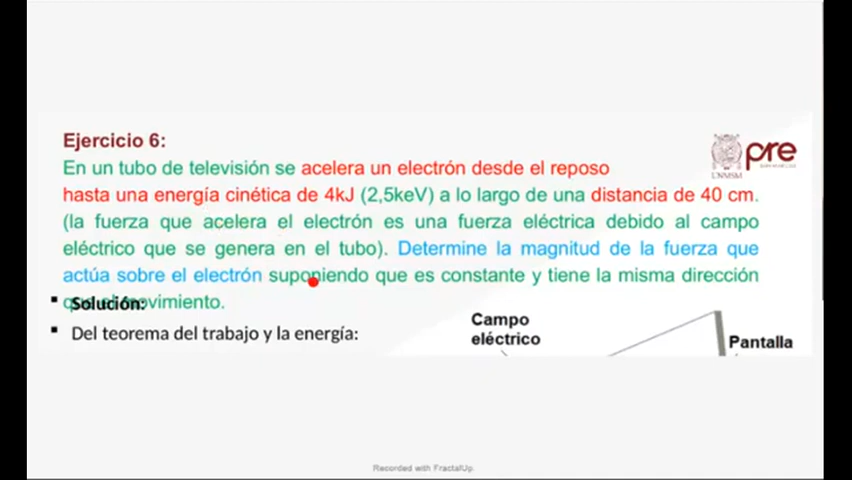 Ejercicio 6:
En un tubo de televisión se acelera un electrón desde el reposo
hasta una energía cinética de 4kJ (2,5keV) a lo largo de una distancia de 40 cm.
(la fuerza que acelera el electrón es una fuerza eléctrica debido al campo
eléctrico que se genera en el tubo). Determine la magnitud de la fuerza que
actúa sobre el electrón suponiendo que es constante y tiene la misma dirección
que el movimiento.
Solución:
Del teorema del trabajo y la energía:
Campo
eléctrico
Pantalla
UNMSM
pre
Recorded with FractalUp